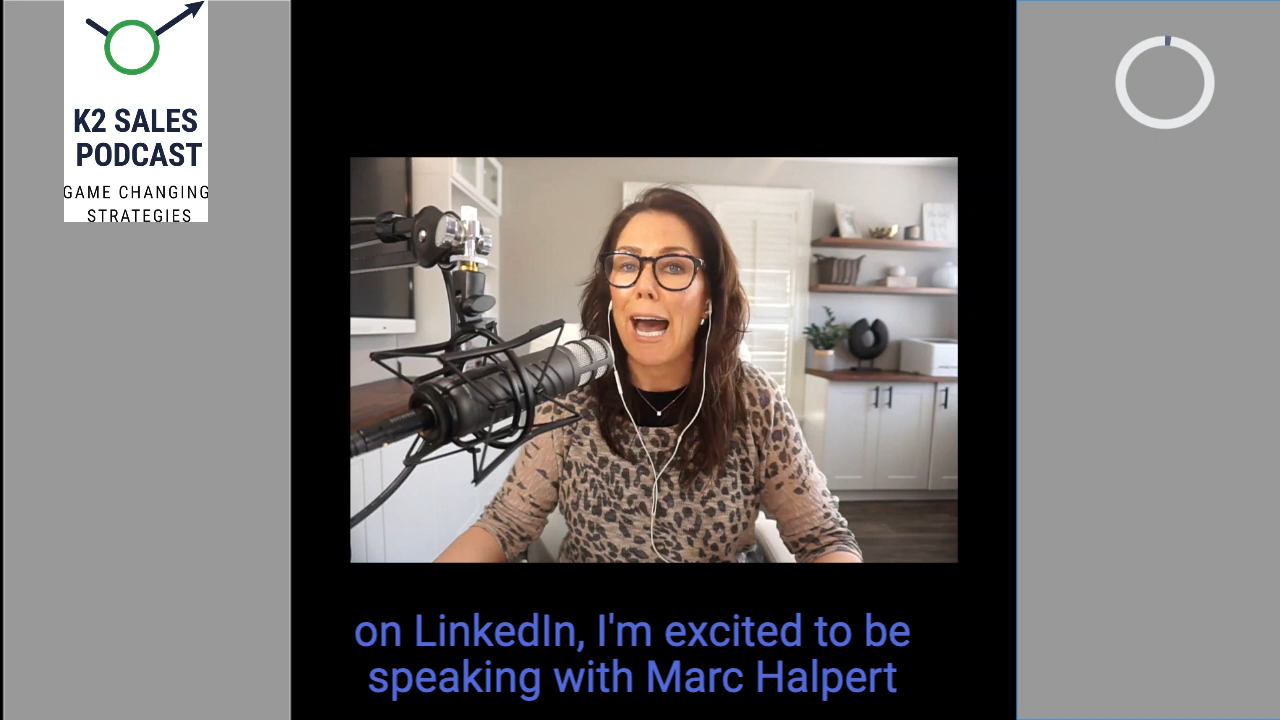 K2 SALES
PODCAST
GAME CHANGING
STRATEGIES
on LinkedIn, I'm excited to be
speaking with Marc Halpert